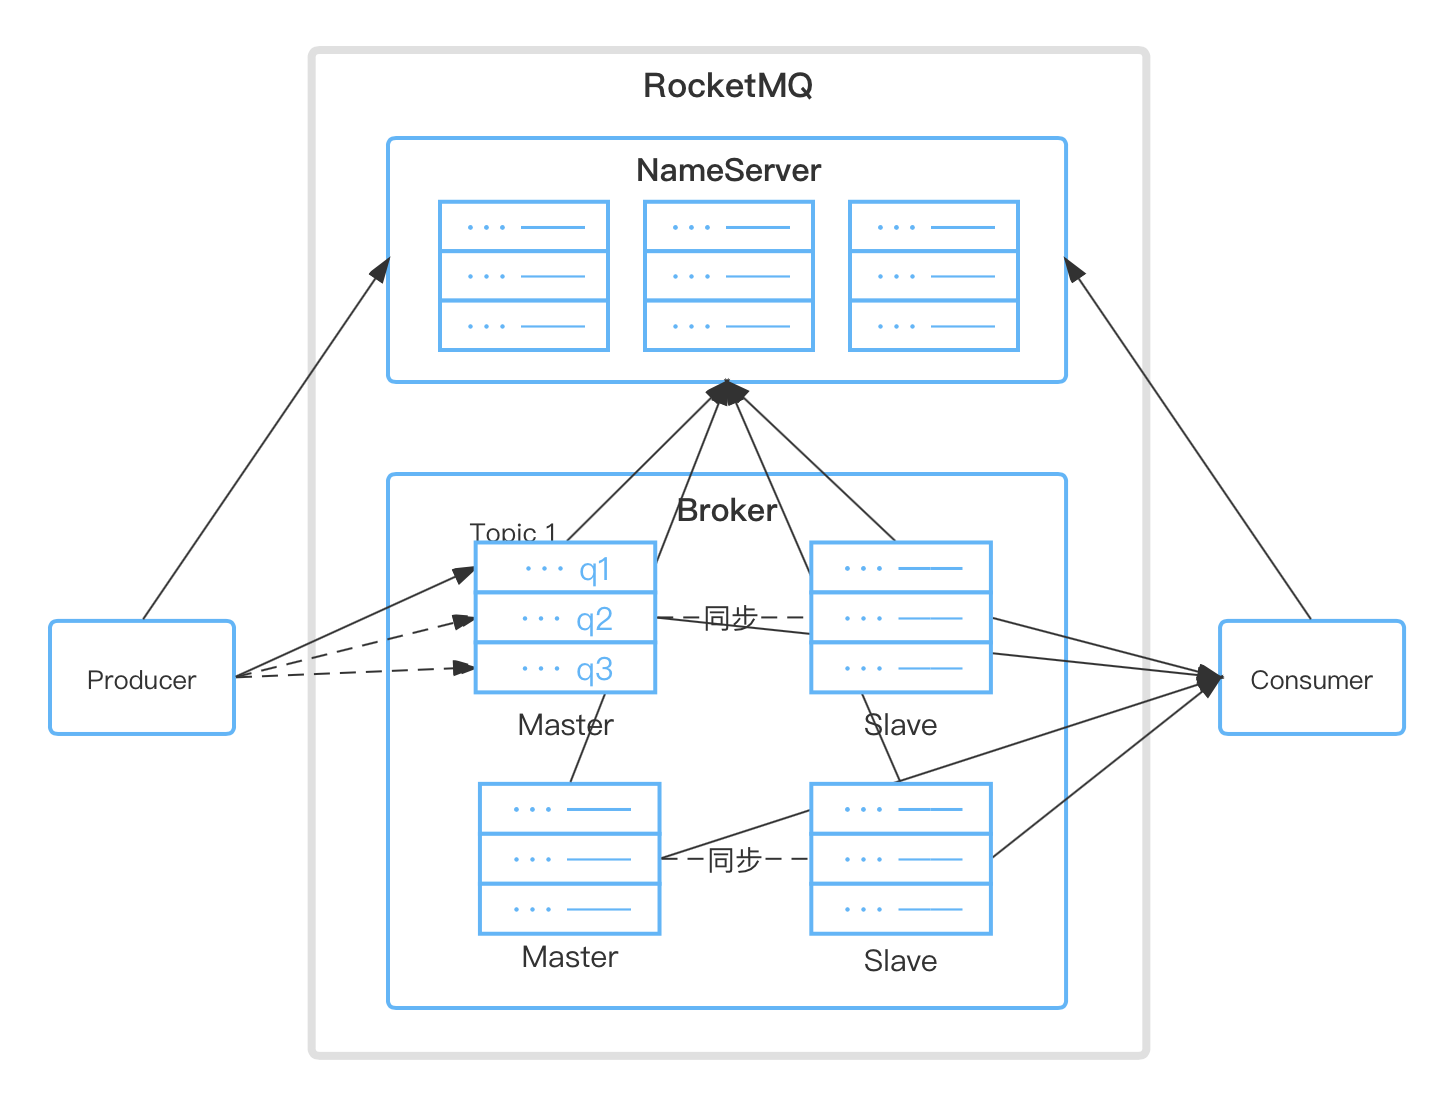 RocketMQ
NameServer
Broker
Topic 1
q1
q2
同步
q3
Producer
Consumer
Master
Slave
同步
Master
Slave